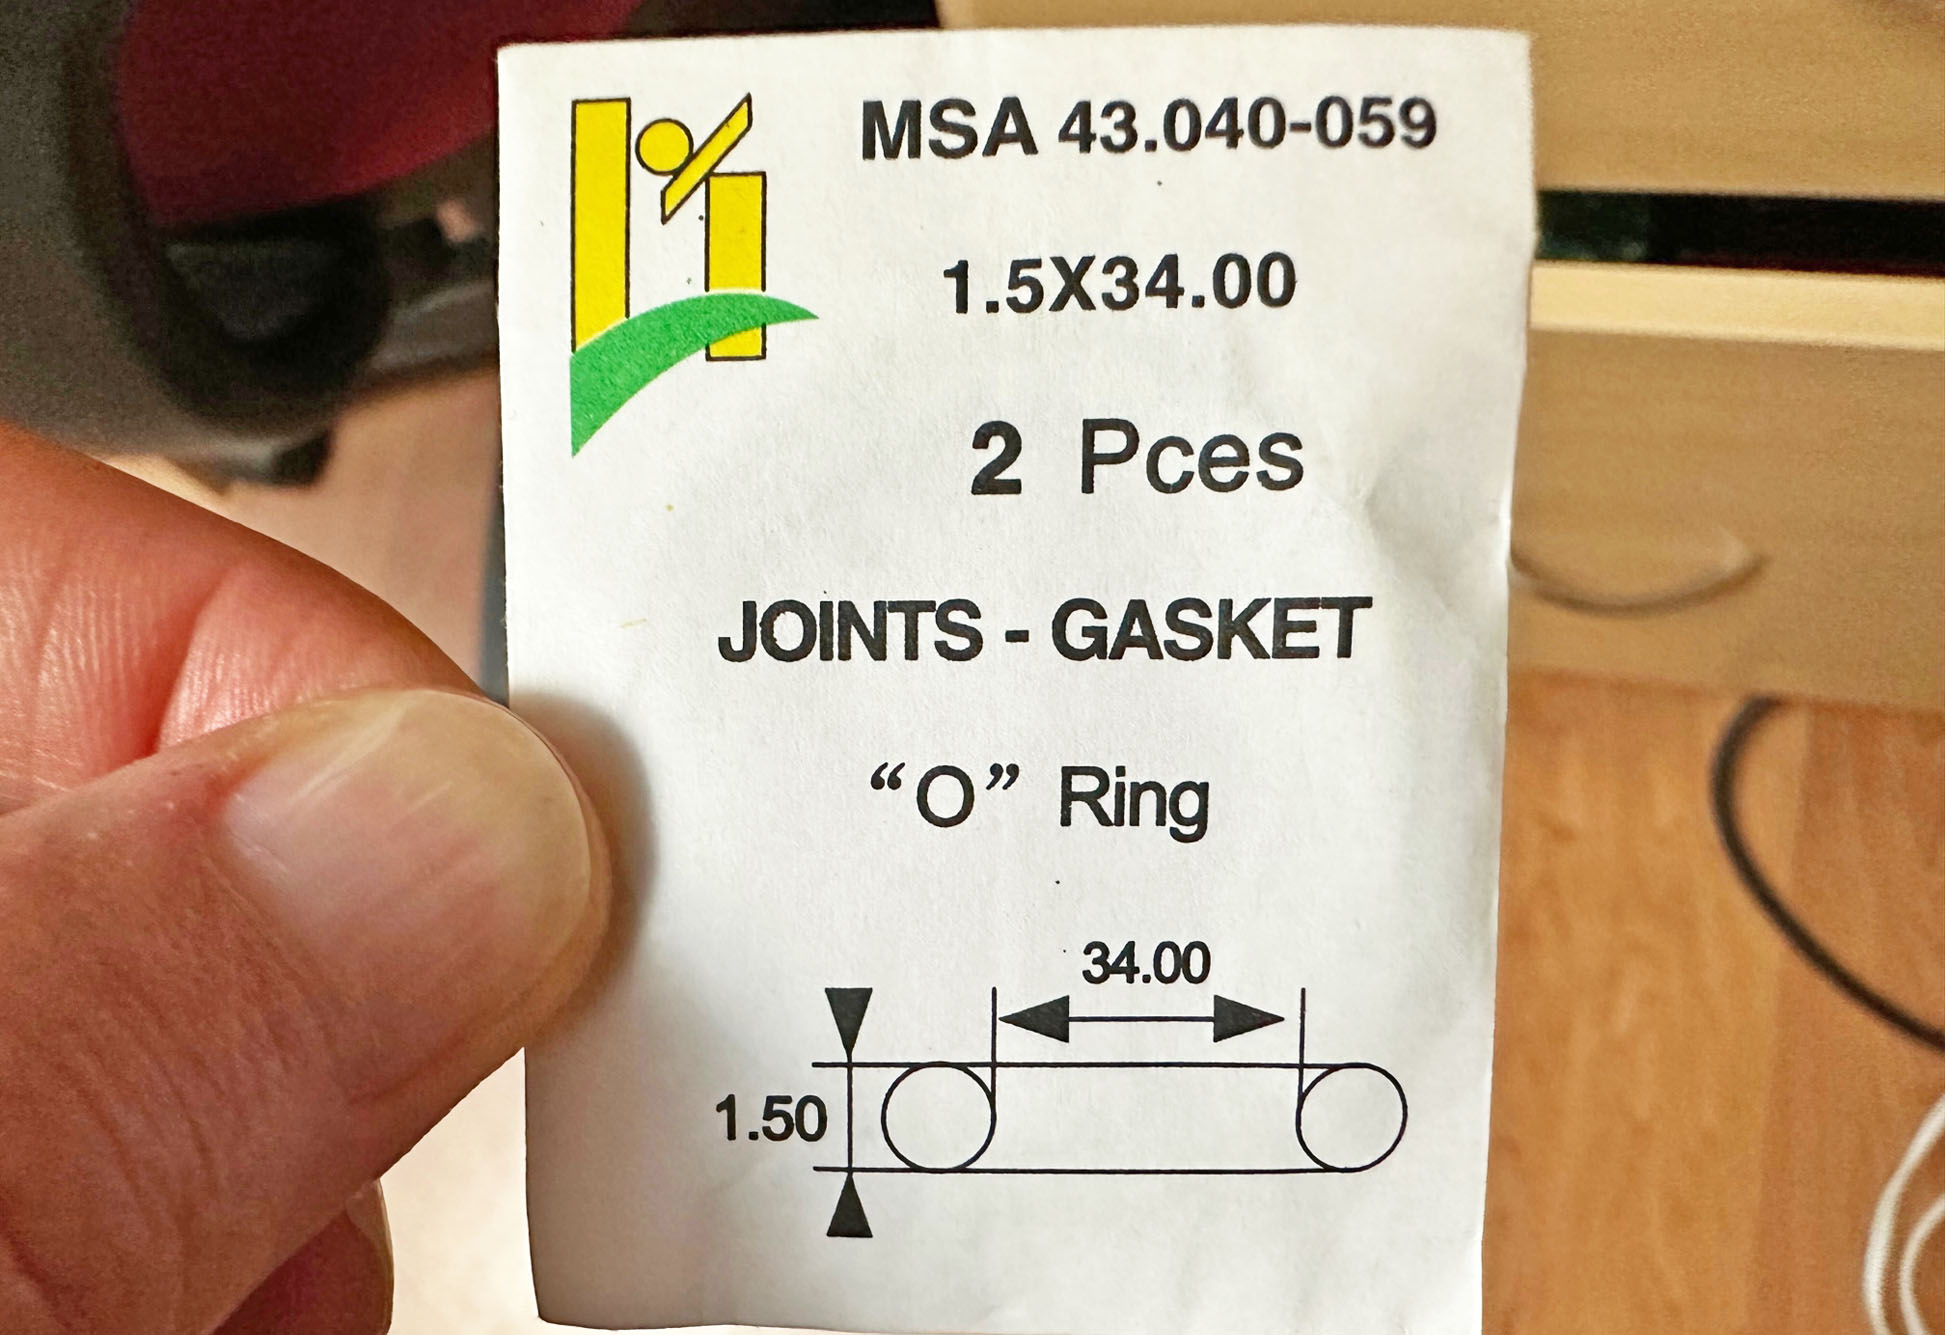 MSA 43.040-059
1.5X34.00
2 Pces
JOINTS - GASKET
“O” Ring
34.00
1.50